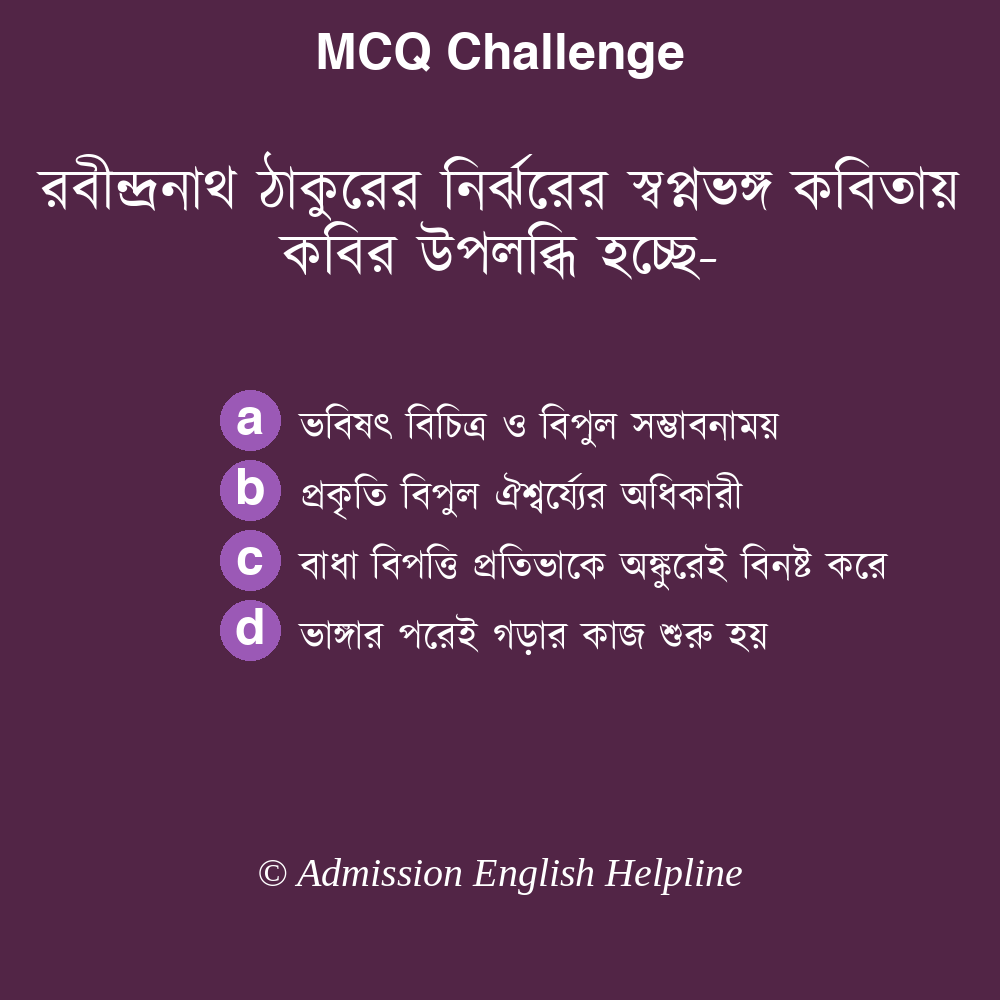 MCQ Challenge
রবীন্দ্রনাথ ঠাকুরের নির্ঝরের স্বপ্নভঙ্গ কবিতায়
কবির উপলব্ধি হচ্ছে-
a ভবিষৎ বিচিত্র ও বিপুল সম্ভাবনাময়
b প্রকৃতি বিপুল ঐশ্বর্য্যের অধিকারী
c বাধা বিপত্তি প্রতিভাকে অঙ্কুরেই বিনষ্ট করে
d ভাঙ্গার পরেই গড়ার কাজ শুরু হয়
© Admission English Helpline